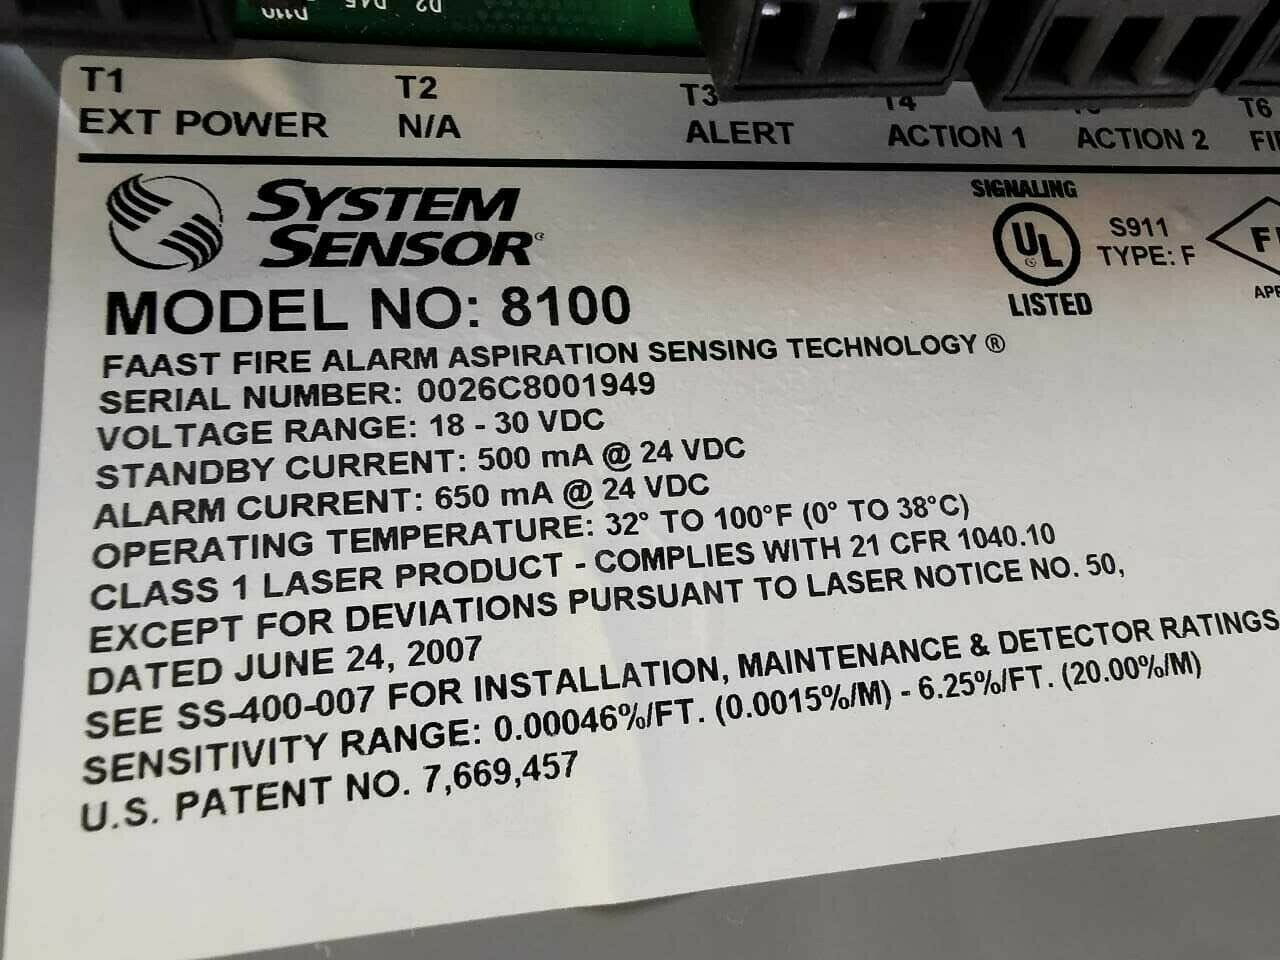 T1 T2 T3 T4 T6
EXT POWER N/A ALERT ACTION 1 ACTION 2
SYSTEM
SENSOR
SIGNALING
UL
LISTED
S911
TYPE: F
MODEL NO: 8100
FAAST FIRE ALARM ASPIRATION SENSING TECHNOLOGY ®
SERIAL NUMBER: 0026C8001949
VOLTAGE RANGE: 18 - 30 VDC
STANDBY CURRENT: 500 mA @ 24 VDC
ALARM CURRENT: 650 mA @ 24 VDC
OPERATING TEMPERATURE: 32° TO 100°F (0° TO 38°C)
CLASS 1 LASER PRODUCT - COMPLIES WITH 21 CFR 1040.10
EXCEPT FOR DEVIATIONS PURSUANT TO LASER NOTICE NO. 50,
DATED JUNE 24, 2007
SEE SS-400-007 FOR INSTALLATION, MAINTENANCE & DETECTOR RATINGS
SENSITIVITY RANGE: 0.00046%/FT. (0.0015%/M) - 6.25%/FT. (20.00%/M)
U.S. PATENT NO. 7,669,457